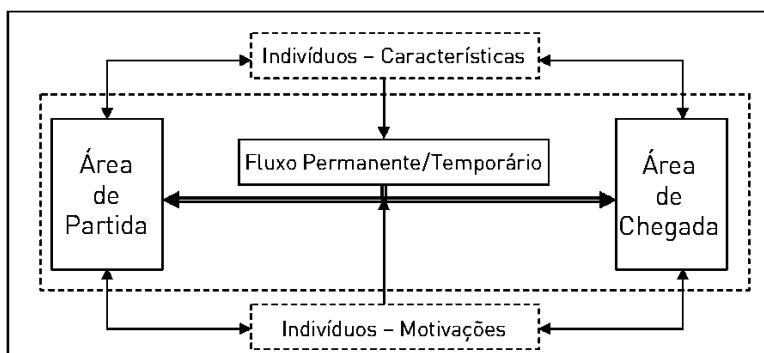 Indivíduos – Características
Área
de
Partida
Fluxo Permanente/Temporário
Área
de
Chegada
Indivíduos – Motivações